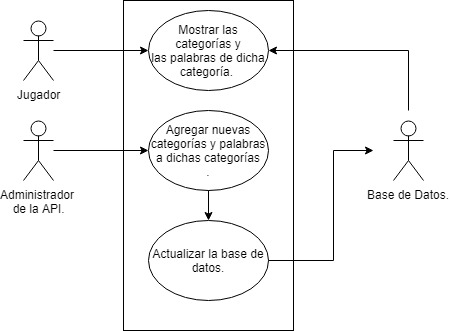 Mostrar las
categorías y
las palabras de dicha
categoría.
Jugador
Agregar nuevas
categorías y palabras
a dichas categorías
.
Administrador
de la API.
Base de Datos.
Actualizar la base de
datos.